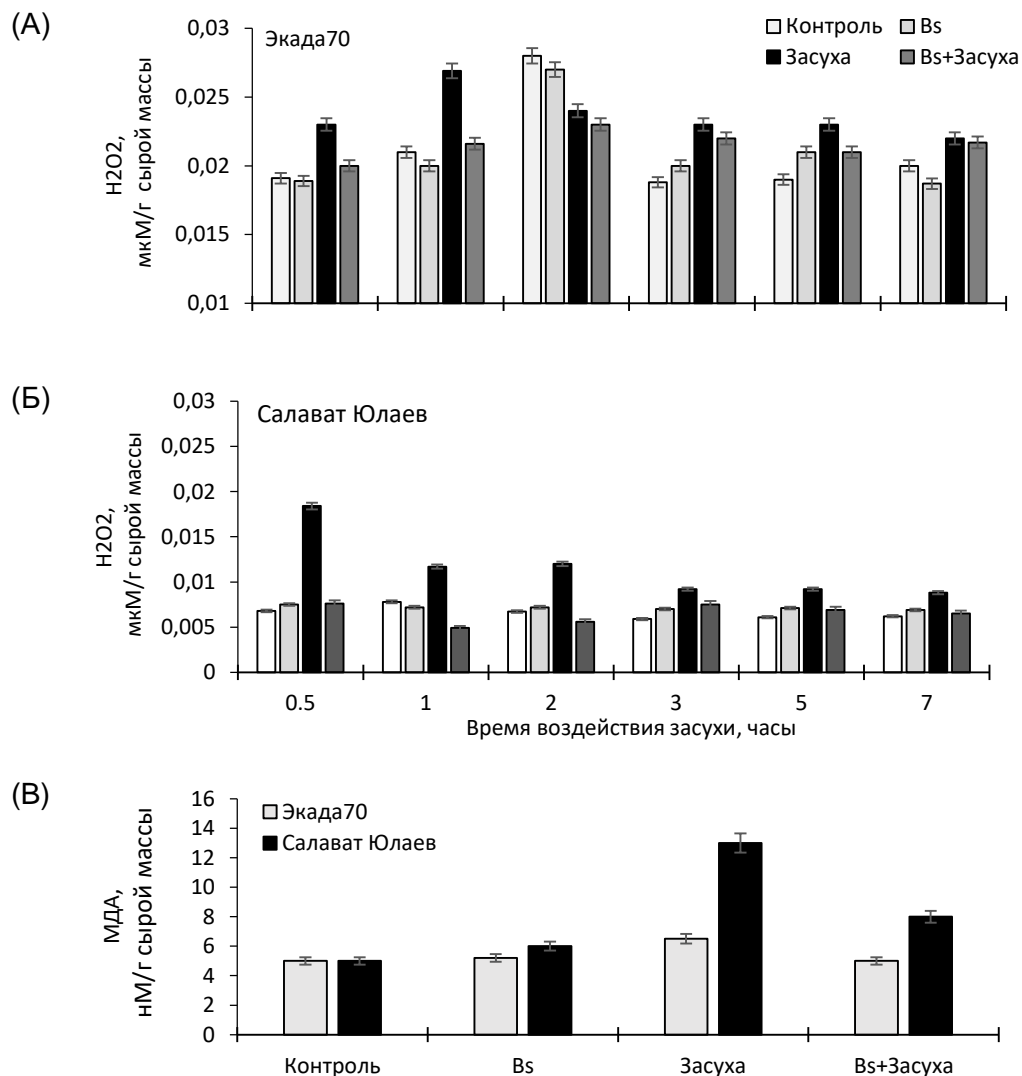 (А)
Экада70
Контроль
Bs
Засуха
Bs+Засуха
H2O2,
мкМ/г сырой массы
0,03
0,025
0,02
0,015
0,01
(Б)
Салават Юлаев
H2O2,
мкМ/г сырой массы
0,03
0,025
0,02
0,015
0,01
0,005
0
0.5
1
2
3
5
7
Время воздействия засухи, часы
(В)
Экада70
Салават Юлаев
МДА,
нМ/г сырой массы
16
14
12
10
8
6
4
2
0
Контроль
Bs
Засуха
Bs+Засуха